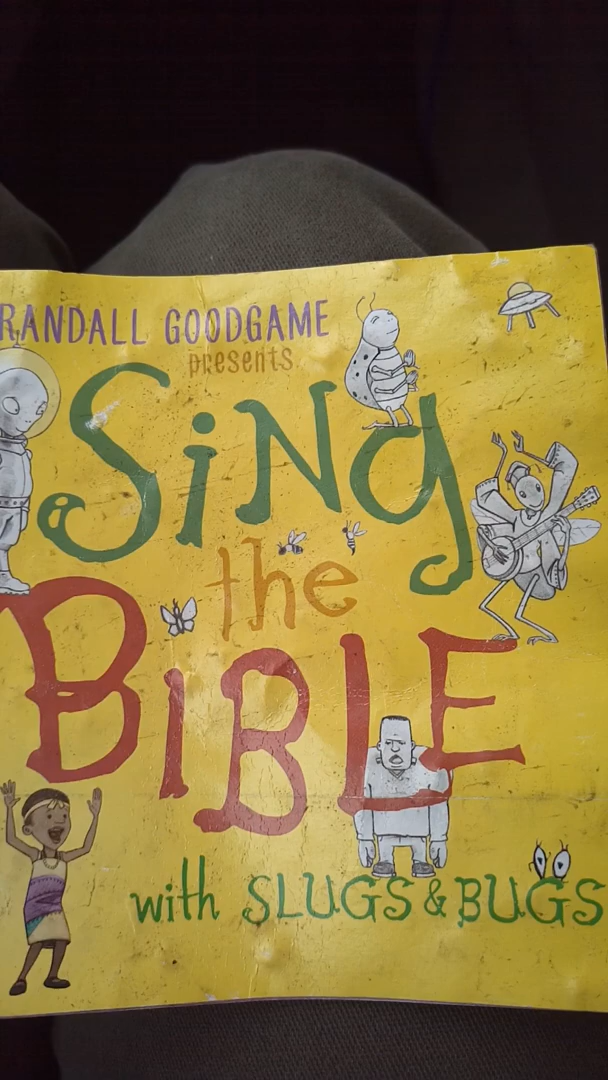 RANDALL GOODGAME
presents
SiNg
the
BiBLE
with SLUGS & BUGS